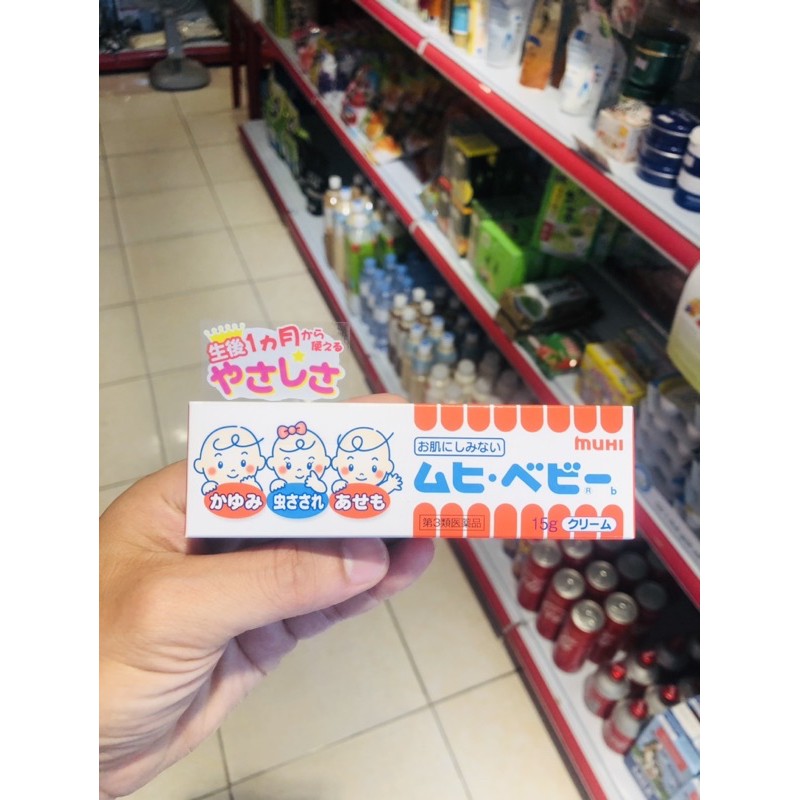 生後1ヵ月から使える
やさしさ
お肌にしみない
muHI
ムヒ・ベビーb
R
かゆみ
虫さされ
あせも
第3類医薬品
15g クリーム